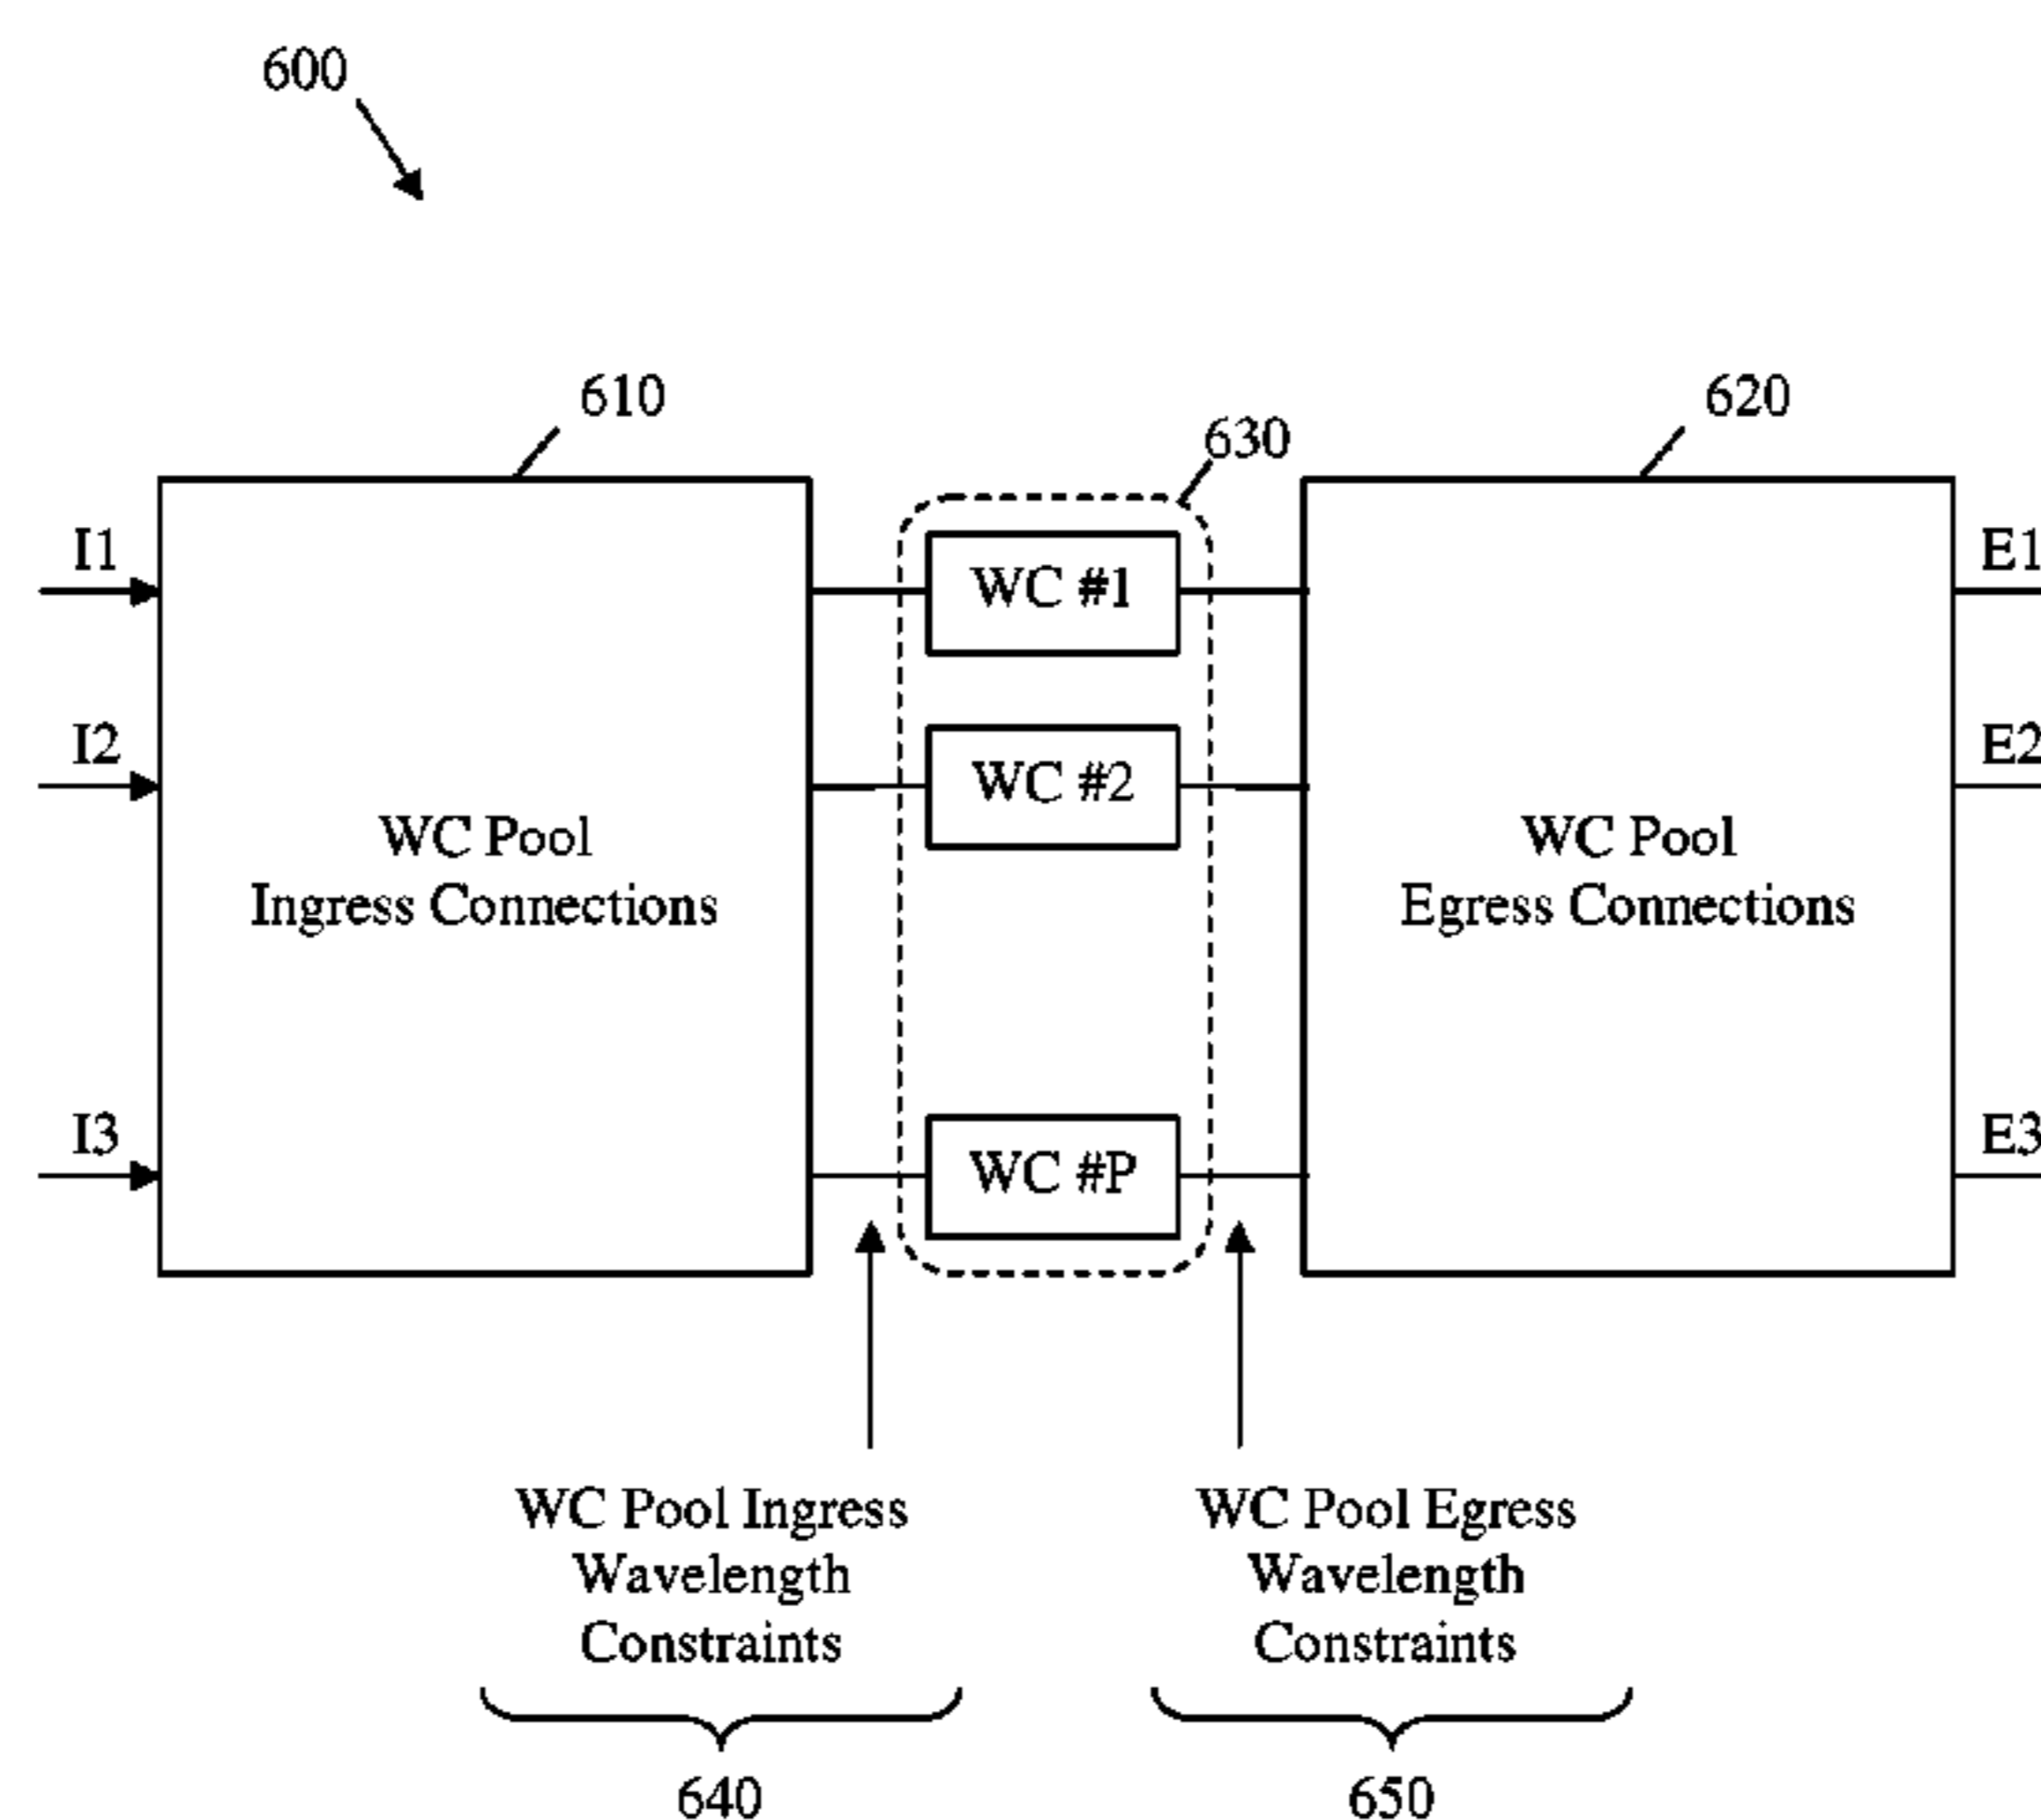 600
610
620
630
I1
WC #1
E1
I2
WC #2
E2
WC Pool
Ingress Connections
WC Pool
Egress Connections
I3
WC #P
E3
WC Pool Ingress
Wavelength
Constraints
WC Pool Egress
Wavelength
Constraints
640
650